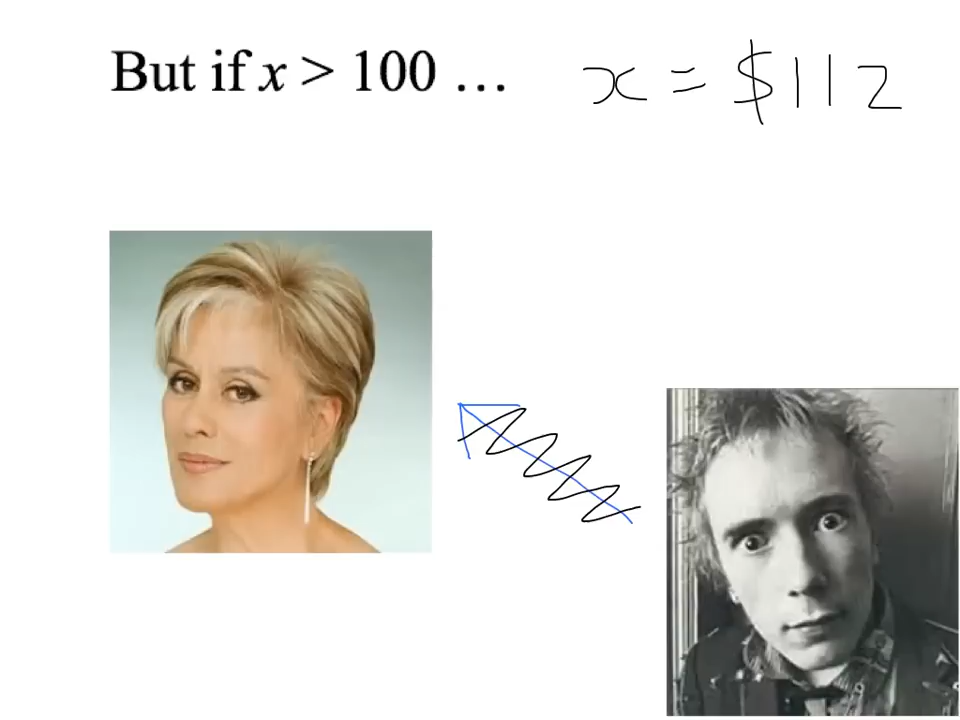 But if x > 100 … x = $112